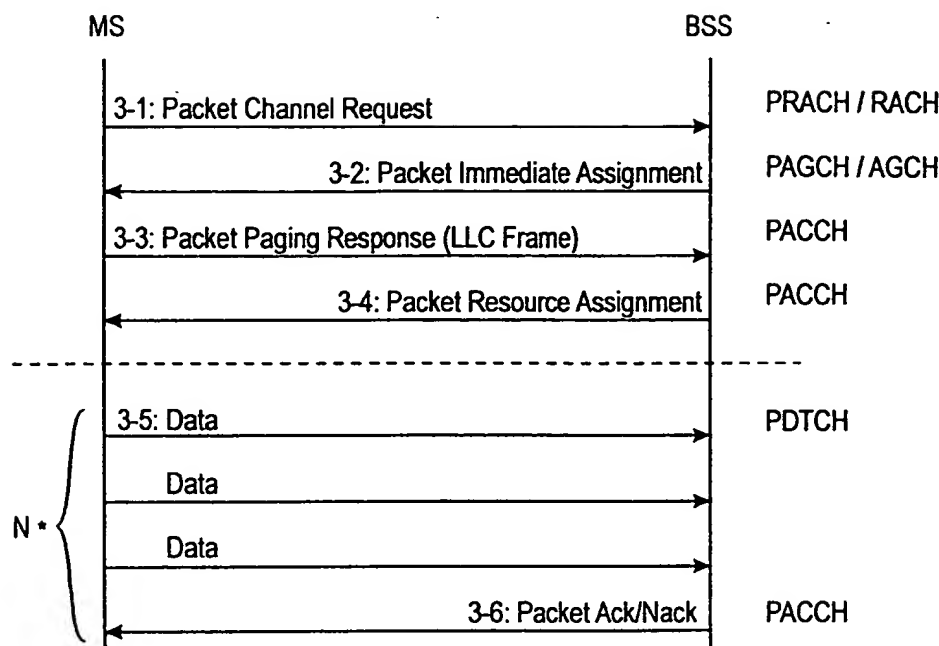 MS BSS
3-1: Packet Channel Request PRACH / RACH
3-2: Packet Immediate Assignment PAGCH / AGCH
3-3: Packet Paging Response (LLC Frame) PACCH
3-4: Packet Resource Assignment PACCH
3-5: Data PDTCH
Data
N *
Data
3-6: Packet Ack/Nack PACCH